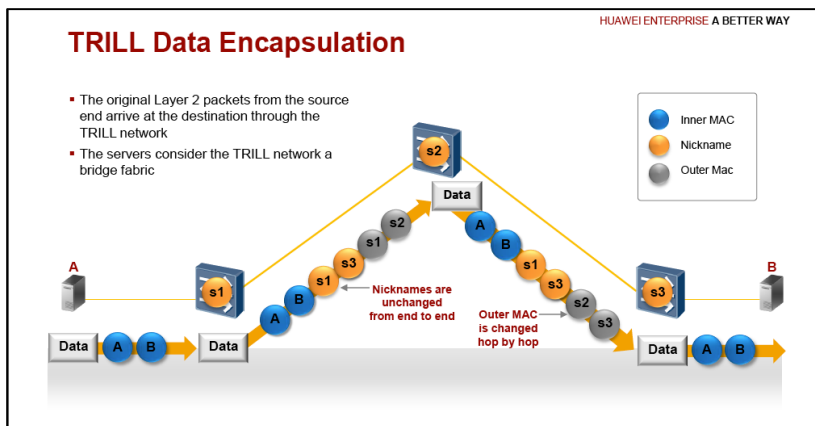 HUAWEI ENTERPRISE A BETTER WAY
TRILL Data Encapsulation
▪ The original Layer 2 packets from the source
end arrive at the destination through the
TRILL network
▪ The servers consider the TRILL network a
bridge fabric
Inner MAC
Nickname
Outer Mac
s2
Data
A
s1
s3
B
Data A B
Data
A B s1 s3 s1 s2
A B s1 s3 s2 s3
Nicknames are
unchanged
from end to end
Outer MAC
is changed
hop by hop
Data A B